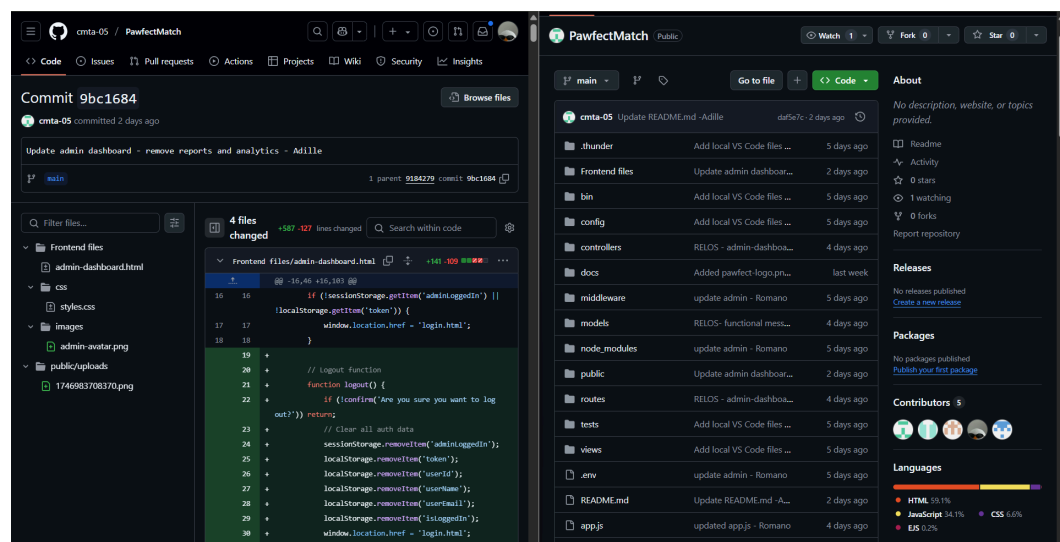 cmta-05 / PawfectMatch
Code Issues Pull requests Actions Projects Wiki Security Insights
Commit 9bc1684
Browse files
cmta-05 committed 2 days ago
Update admin dashboard - remove reports and analytics - Adille
main
1 parent 9184279 commit 9bc1684
Filter files...
Frontend files
admin-dashboard.html
css
styles.css
images
admin-avatar.png
public/uploads
1746983708370.png
4 files changed +587 -127 lines changed
Search within code
Frontend files/admin-dashboard.html +141 -109
@@ -16,46 +16,103 @@
16 16 if (!sessionStorage.getItem('adminLoggedIn') ||
!localStorage.getItem('token')) {
17 17 window.location.href = 'login.html';
18 18 }
19 +
20 + // Logout function
21 + function logout() {
22 + if (!confirm('Are you sure you want to log
out?')) return;
23 + // Clear all auth data
24 + sessionStorage.removeItem('adminLoggedIn');
25 + localStorage.removeItem('token');
26 + localStorage.removeItem('userId');
27 + localStorage.removeItem('userName');
28 + localStorage.removeItem('userEmail');
29 + localStorage.removeItem('isLoggedIn');
30 + window.location.href = 'login.html';
PawfectMatch Public
Watch 1 Fork 0 Star 0
main Go to file + Code
cmta-05 Update README.md -Adille daf5e7c · 2 days ago
.thunder Add local VS Code files ... 5 days ago
Frontend files Update admin dashboar... 2 days ago
bin Add local VS Code files ... 5 days ago
config Add local VS Code files ... 5 days ago
controllers RELOS - admin-dashboa... 4 days ago
docs Added pawfect-logo.pn... last week
middleware update admin - Romano 5 days ago
models RELOS- functional mess... 4 days ago
node_modules update admin - Romano 5 days ago
public Update admin dashboar... 2 days ago
routes RELOS - admin-dashboa... 4 days ago
tests Add local VS Code files ... 5 days ago
views Add local VS Code files ... 5 days ago
.env update admin - Romano 5 days ago
README.md Update README.md -A... 2 days ago
app.js updated app.js - Romano 4 days ago
About
No description, website, or topics
provided.
Readme
Activity
0 stars
1 watching
0 forks
Report repository
Releases
No releases published
Create a new release
Packages
No packages published
Publish your first package
Contributors 5
Languages
HTML 59.1%
JavaScript 34.1% CSS 6.6%
EJS 0.2%